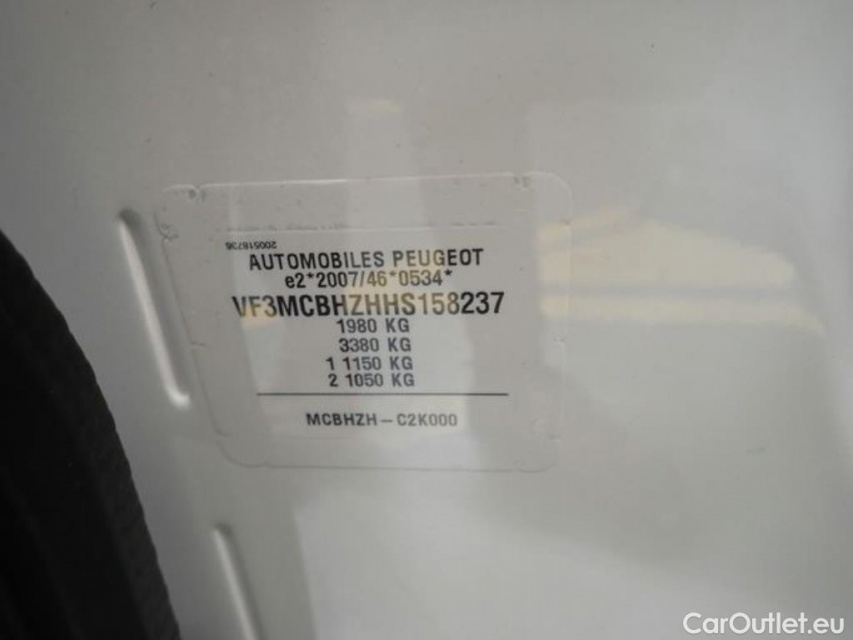 200518736
AUTOMOBILES PEUGEOT
e2*2007/46*0534*
VF3MCBHZHHS158237
1980 KG
3380 KG
1 1150 KG
2 1050 KG
MCBHZH-C2K000
CarOutlet.eu